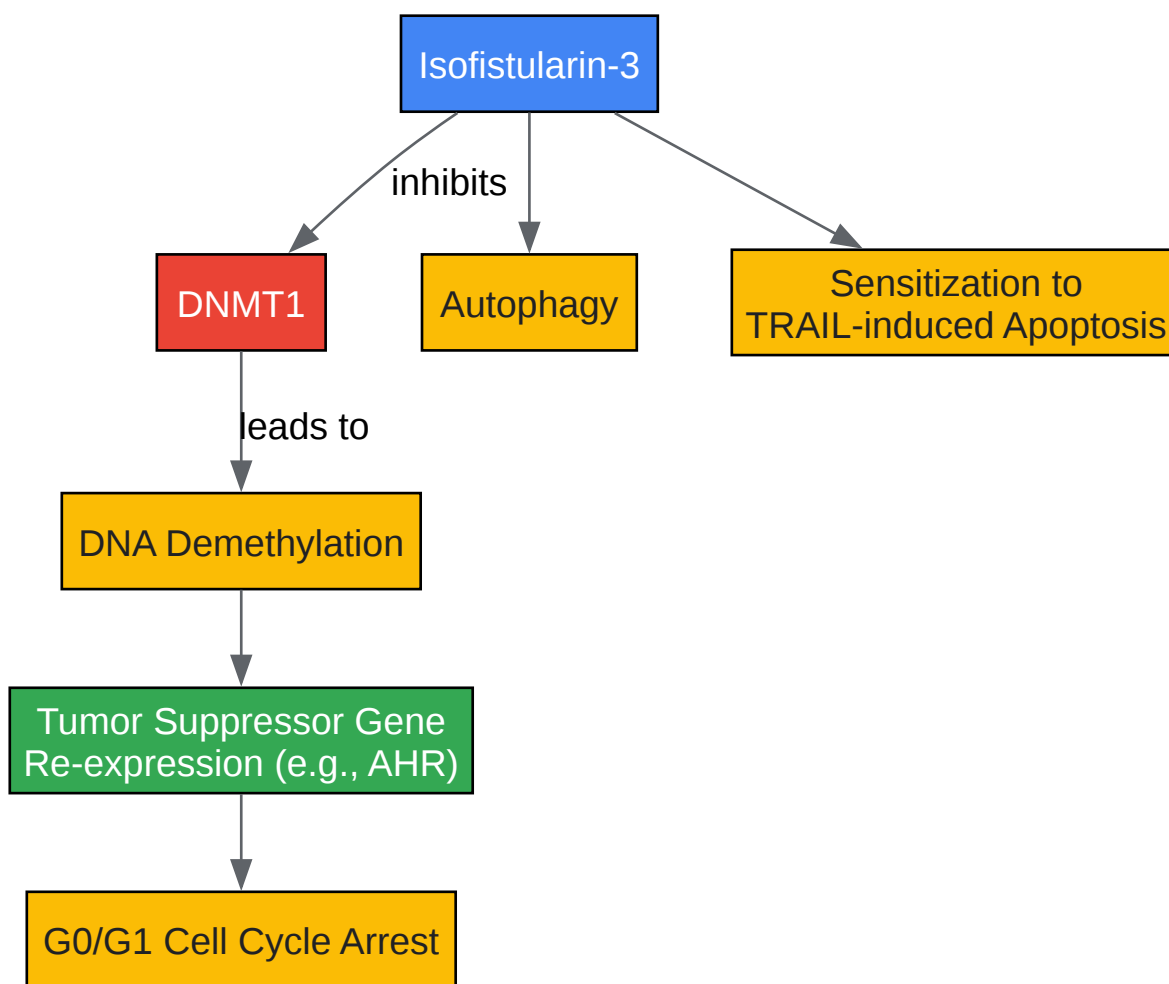 Isofistularin-3
inhibits
DNMT1
Autophagy
Sensitization to
TRAIL-induced Apoptosis
leads to
DNA Demethylation
Tumor Suppressor Gene
Re-expression (e.g., AHR)
G0/G1 Cell Cycle Arrest